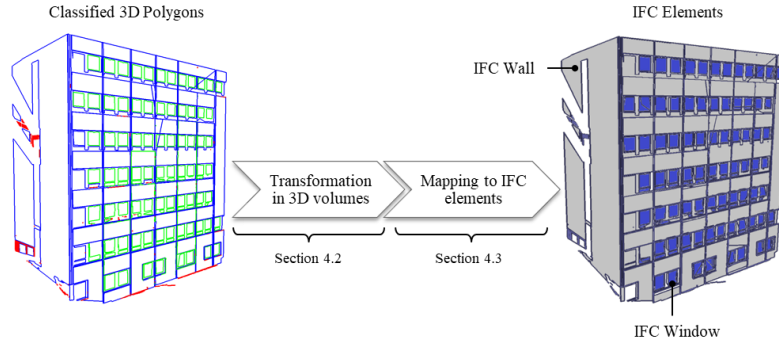 Classified 3D Polygons
IFC Elements
IFC Wall
Transformation
in 3D volumes
Mapping to IFC
elements
Section 4.2
Section 4.3
IFC Window